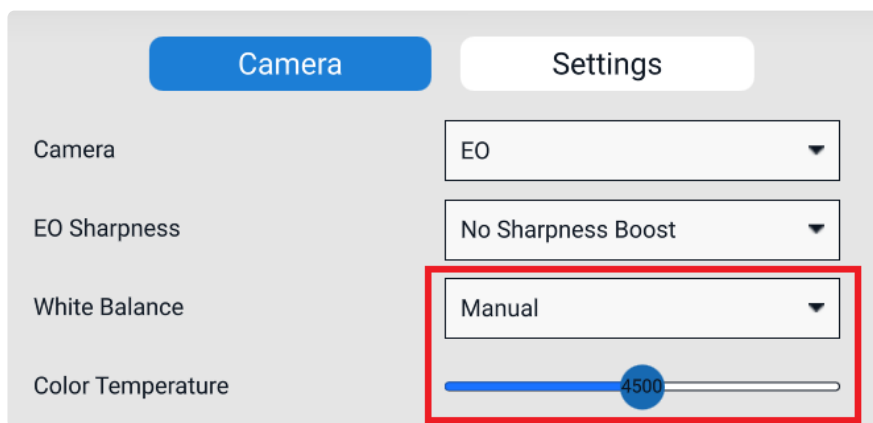 Camera Settings
Camera EO
EO Sharpness No Sharpness Boost
White Balance Manual
Color Temperature 4500